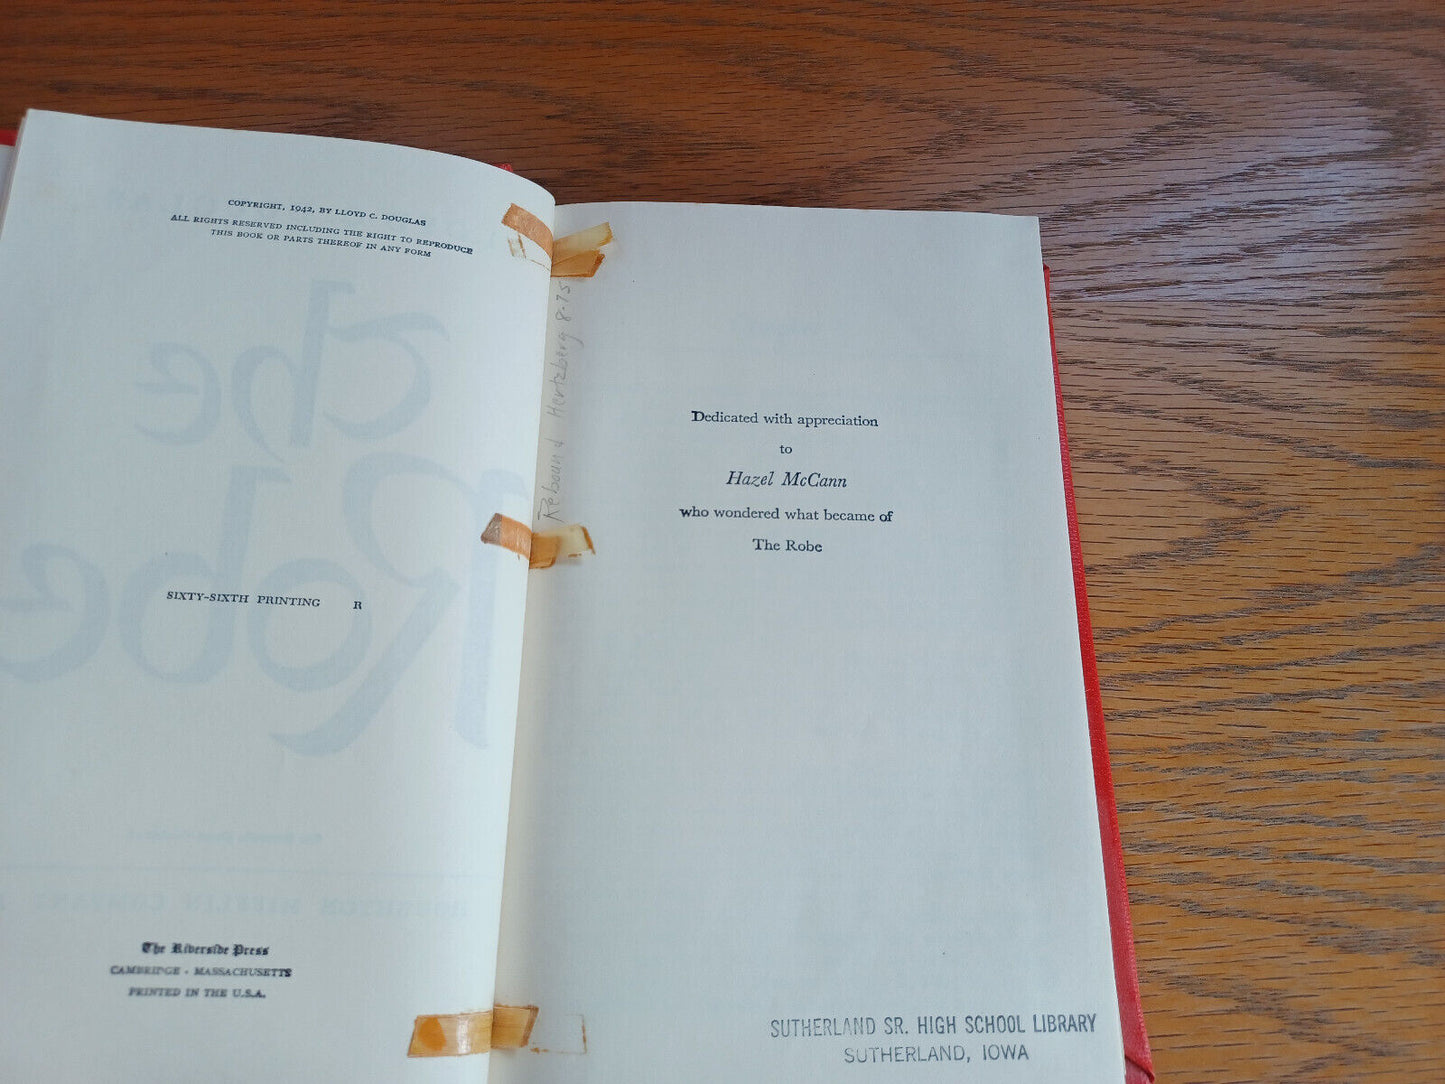 COPYRIGHT, 1942, BY LLOYD C. DOUGLAS
ALL RIGHTS RESERVED INCLUDING THE RIGHT TO REPRODUCE
THIS BOOK OR PARTS THEREOF IN ANY FORM
The
Robe
SIXTY-SIXTH PRINTING R
HOUGHTON MIFFLIN COMPANY
The Riverside Press
CAMBRIDGE · MASSACHUSETTS
PRINTED IN THE U.S.A.
Rebound Hertzberg 8-75
Dedicated with appreciation
to
Hazel McCann
who wondered what became of
The Robe
SUTHERLAND SR. HIGH SCHOOL LIBRARY
SUTHERLAND, IOWA